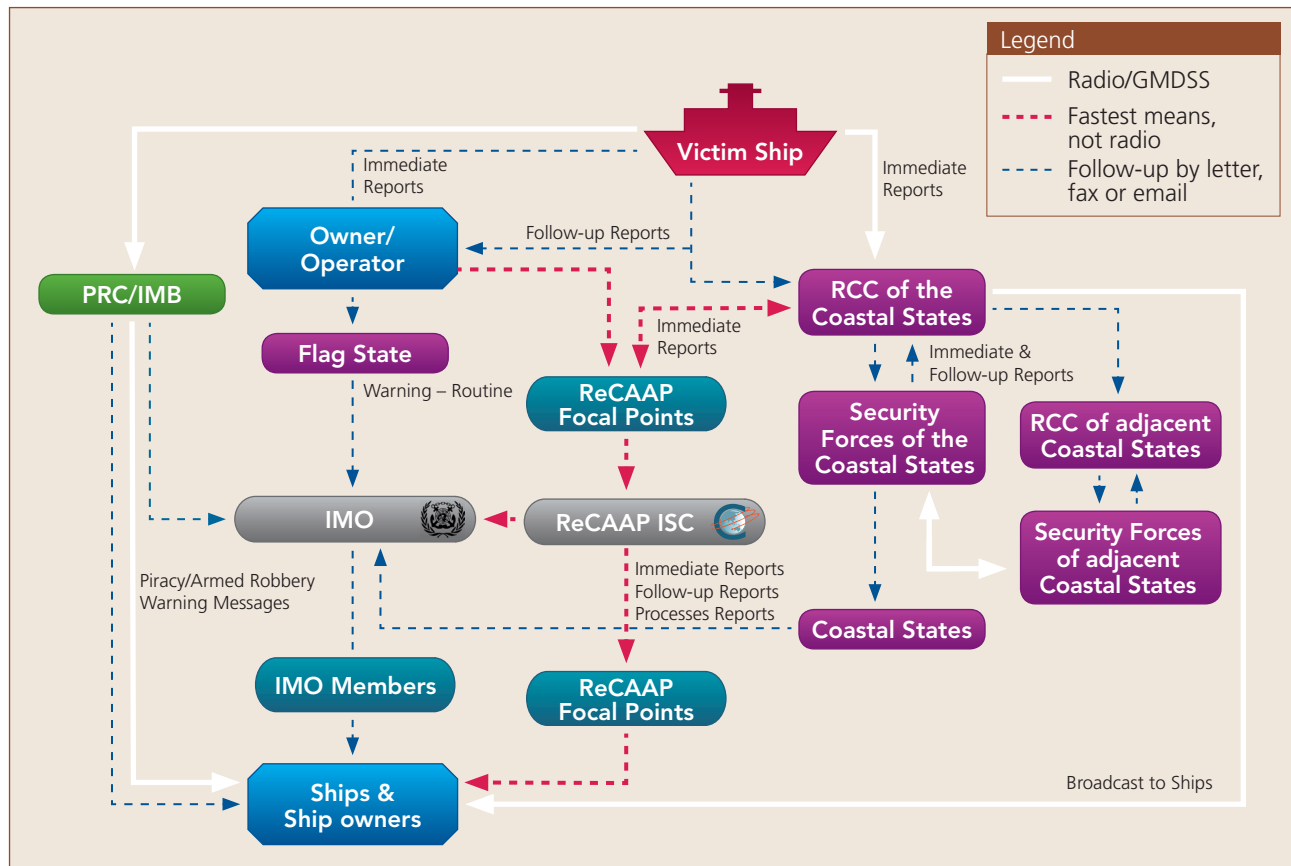 Legend
Radio/GMDSS
Fastest means,
not radio
Follow-up by letter,
fax or email
Victim Ship
Immediate
Reports
Immediate
Reports
Owner/
Operator
Follow-up Reports
PRC/IMB
RCC of the
Coastal States
Flag State
Immediate
Reports
Immediate &
Follow-up Reports
Warning – Routine
ReCAAP
Focal Points
Security
Forces of the
Coastal States
RCC of adjacent
Coastal States
IMO
ReCAAP ISC
Security Forces
of adjacent
Coastal States
Piracy/Armed Robbery
Warning Messages
Immediate Reports
Follow-up Reports
Processes Reports
Coastal States
IMO Members
ReCAAP
Focal Points
Broadcast to Ships
Ships &
Ship owners